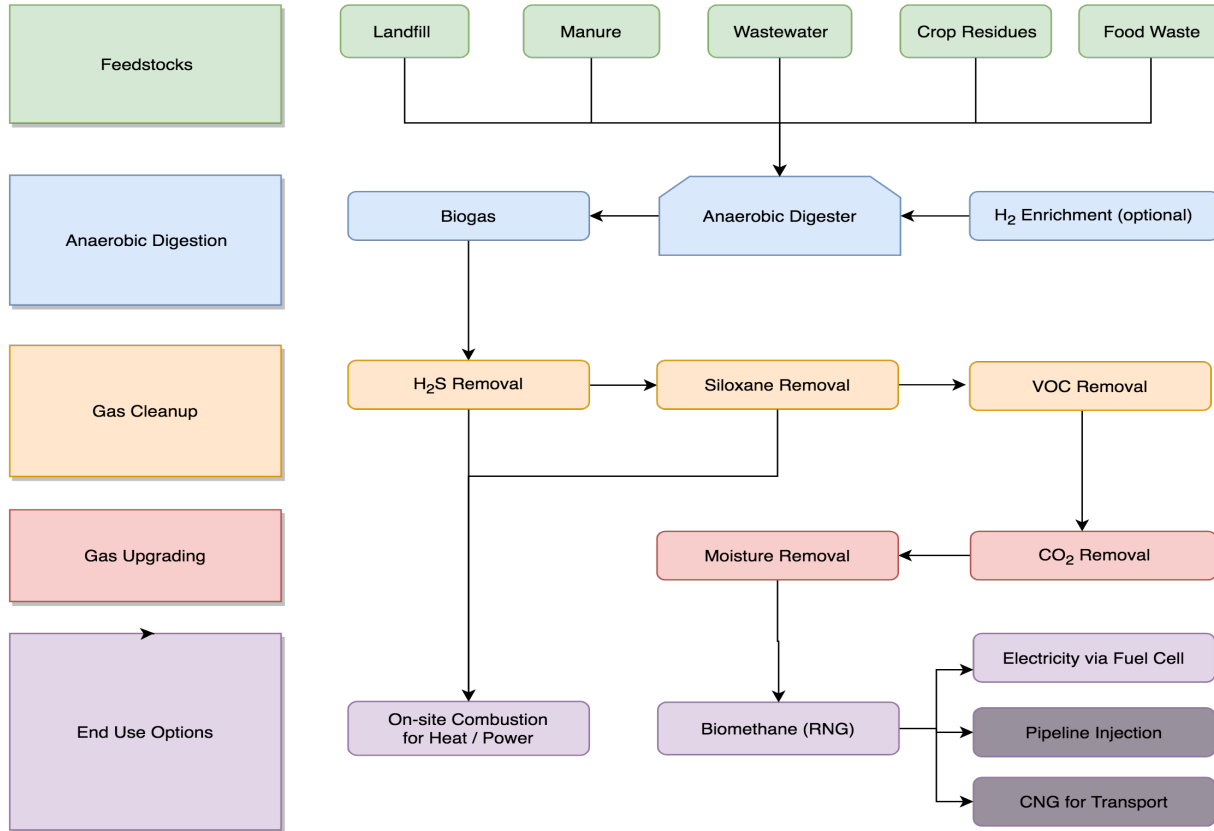 Feedstocks
Landfill
Manure
Wastewater
Crop Residues
Food Waste
Anaerobic Digestion
Biogas
Anaerobic Digester
H₂ Enrichment (optional)
Gas Cleanup
H₂S Removal
Siloxane Removal
VOC Removal
Gas Upgrading
Moisture Removal
CO₂ Removal
End Use Options
On-site Combustion
for Heat / Power
Biomethane (RNG)
Electricity via Fuel Cell
Pipeline Injection
CNG for Transport